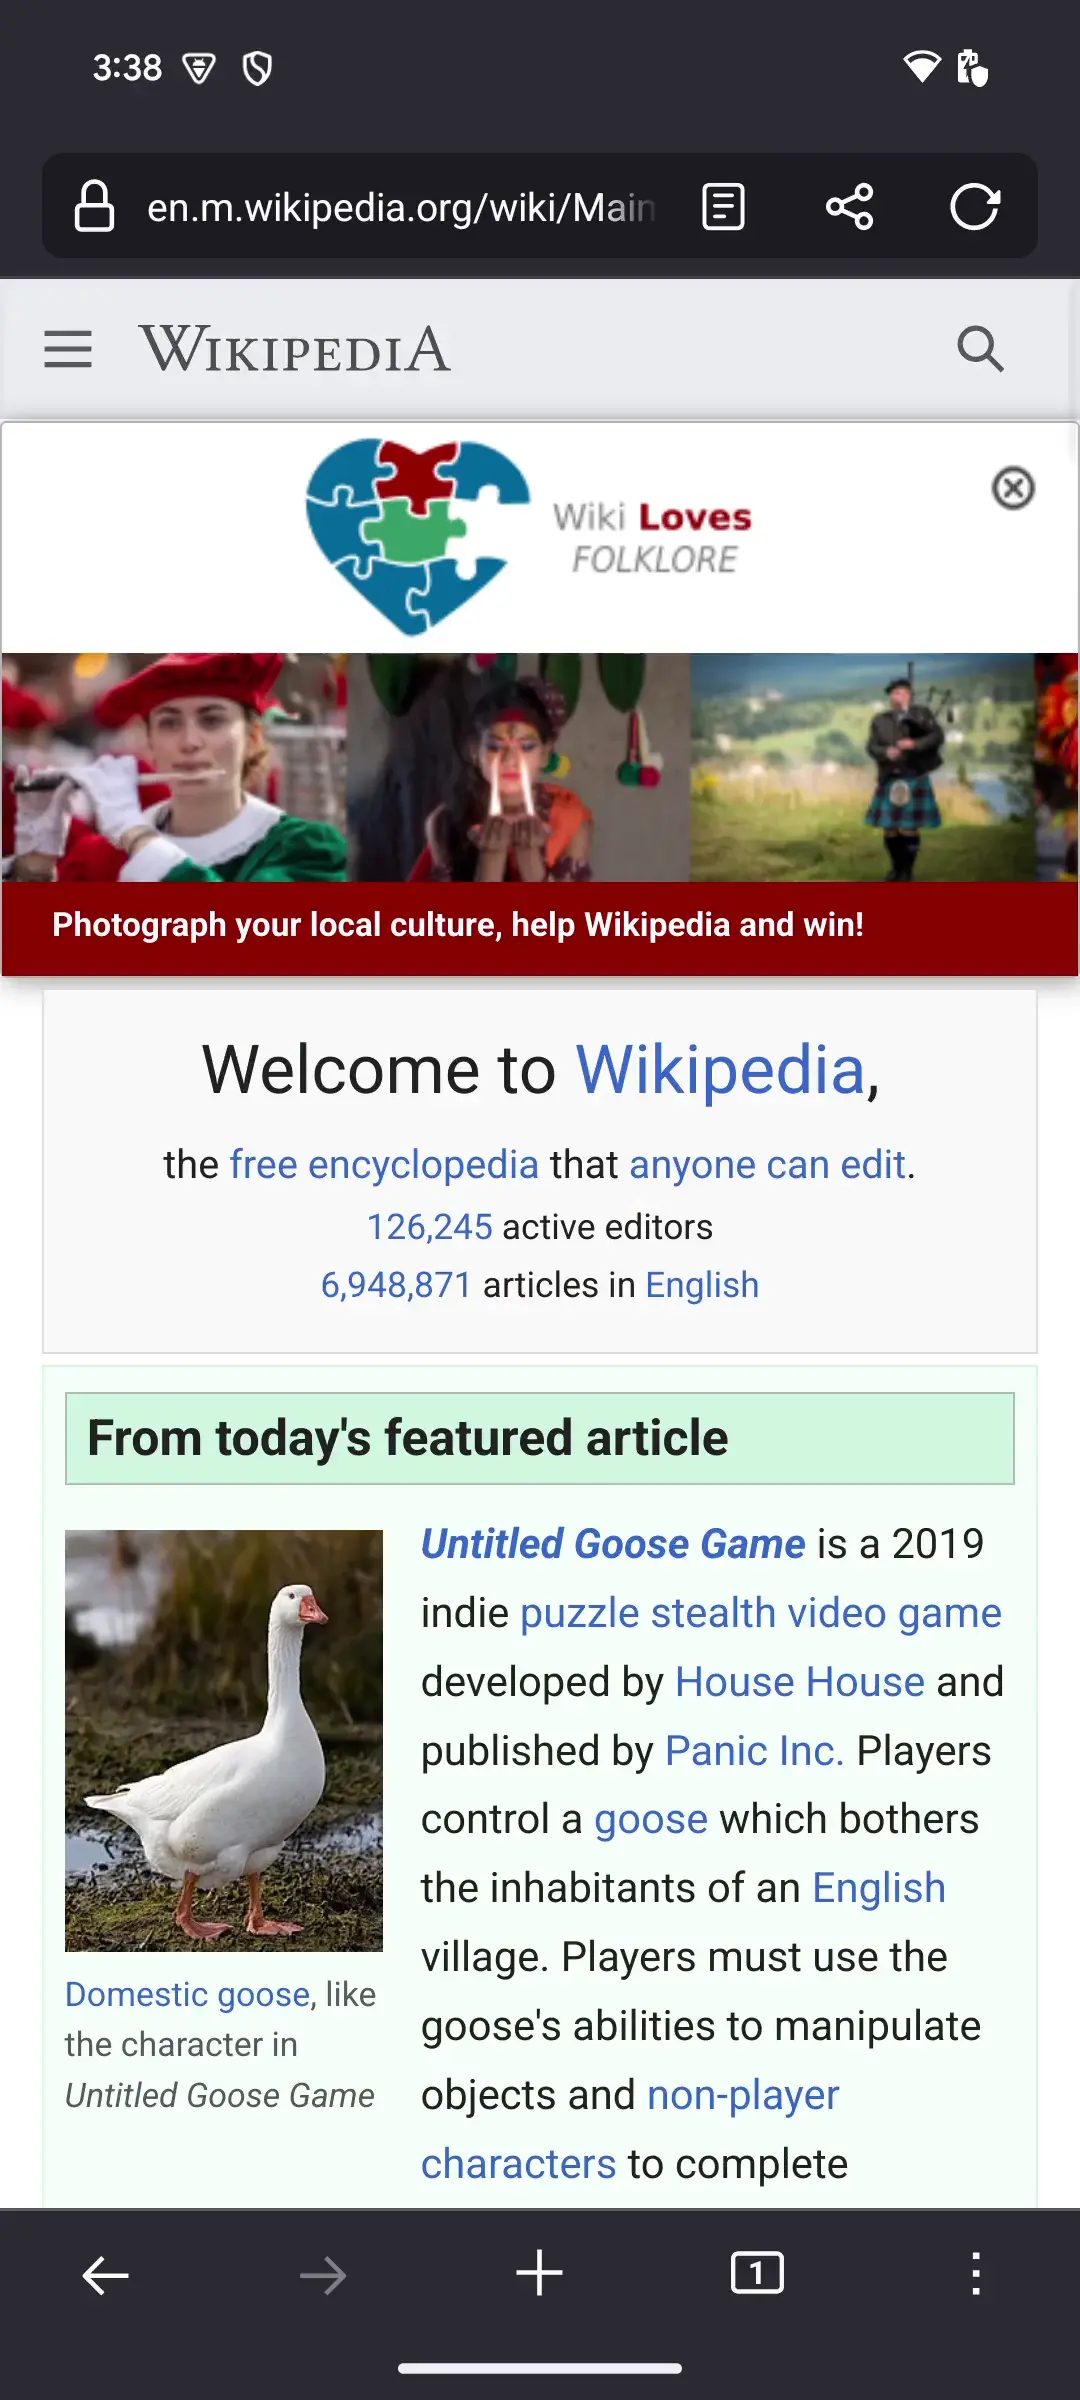 3:38
en.m.wikipedia.org/wiki/Main
WIKIPEDIA
Wiki Loves
FOLKLORE
Photograph your local culture, help Wikipedia and win!
Welcome to Wikipedia,
the free encyclopedia that anyone can edit.
126,245 active editors
6,948,871 articles in English
From today's featured article
Untitled Goose Game is a 2019
indie puzzle stealth video game
developed by House House and
published by Panic Inc. Players
control a goose which bothers
the inhabitants of an English
village. Players must use the
goose's abilities to manipulate
objects and non-player
characters to complete
Domestic goose, like
the character in
Untitled Goose Game
1